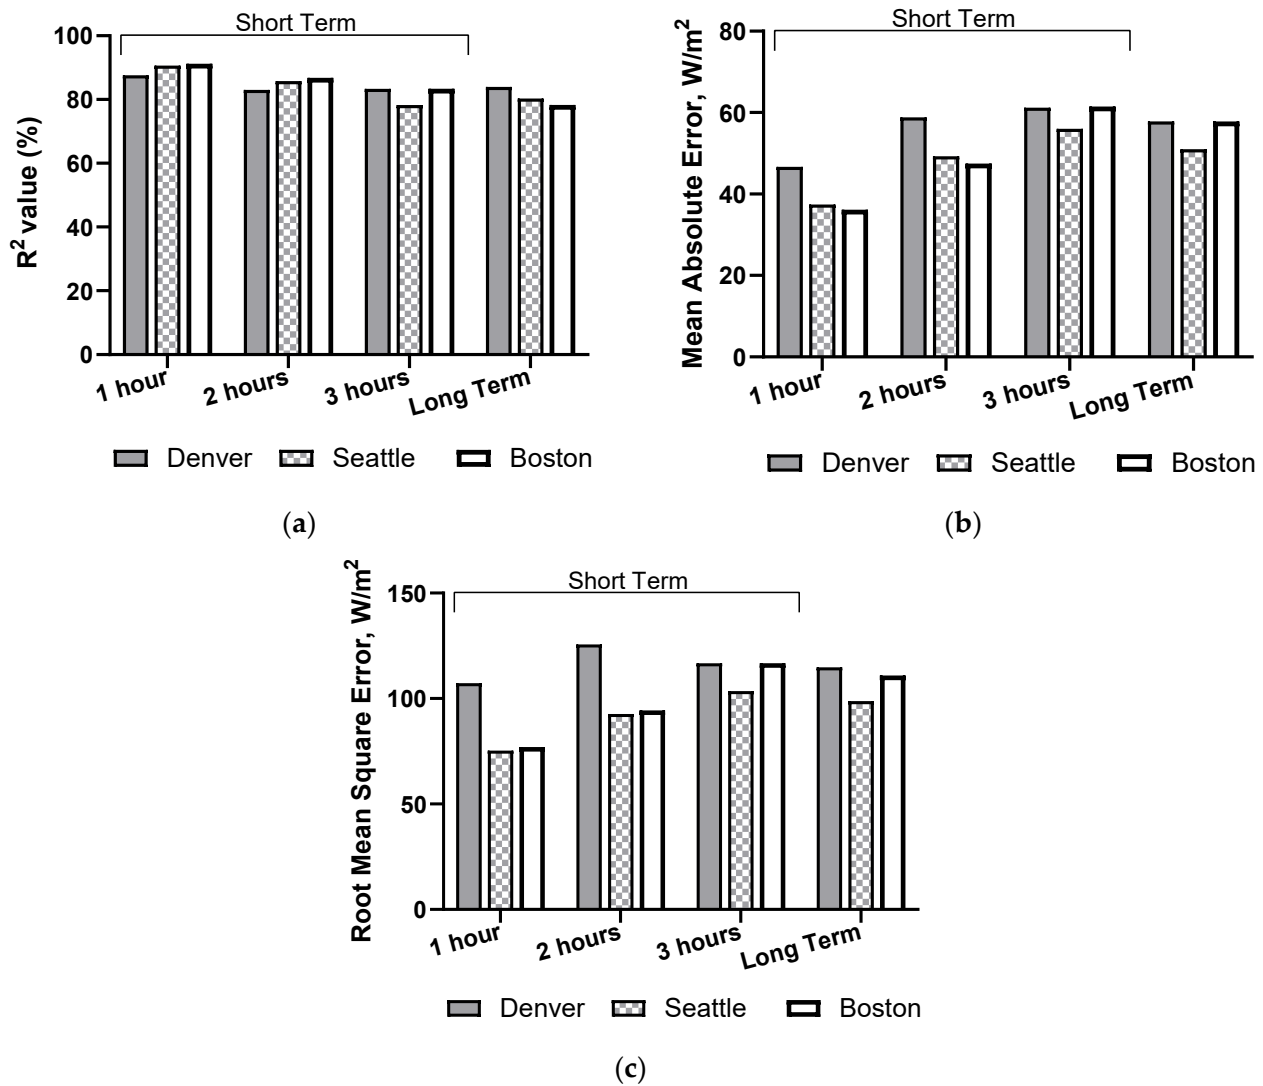 Short Term
R2 value (%)
100
80
60
40
20
0
1 hour
2 hours
3 hours
Long Term
Denver
Seattle
Boston
(a)
Short Term
Mean Absolute Error, W/m2
80
60
40
20
0
1 hour
2 hours
3 hours
Long Term
Denver
Seattle
Boston
(b)
Short Term
Root Mean Square Error, W/m2
150
100
50
0
1 hour
2 hours
3 hours
Long Term
Denver
Seattle
Boston
(c)